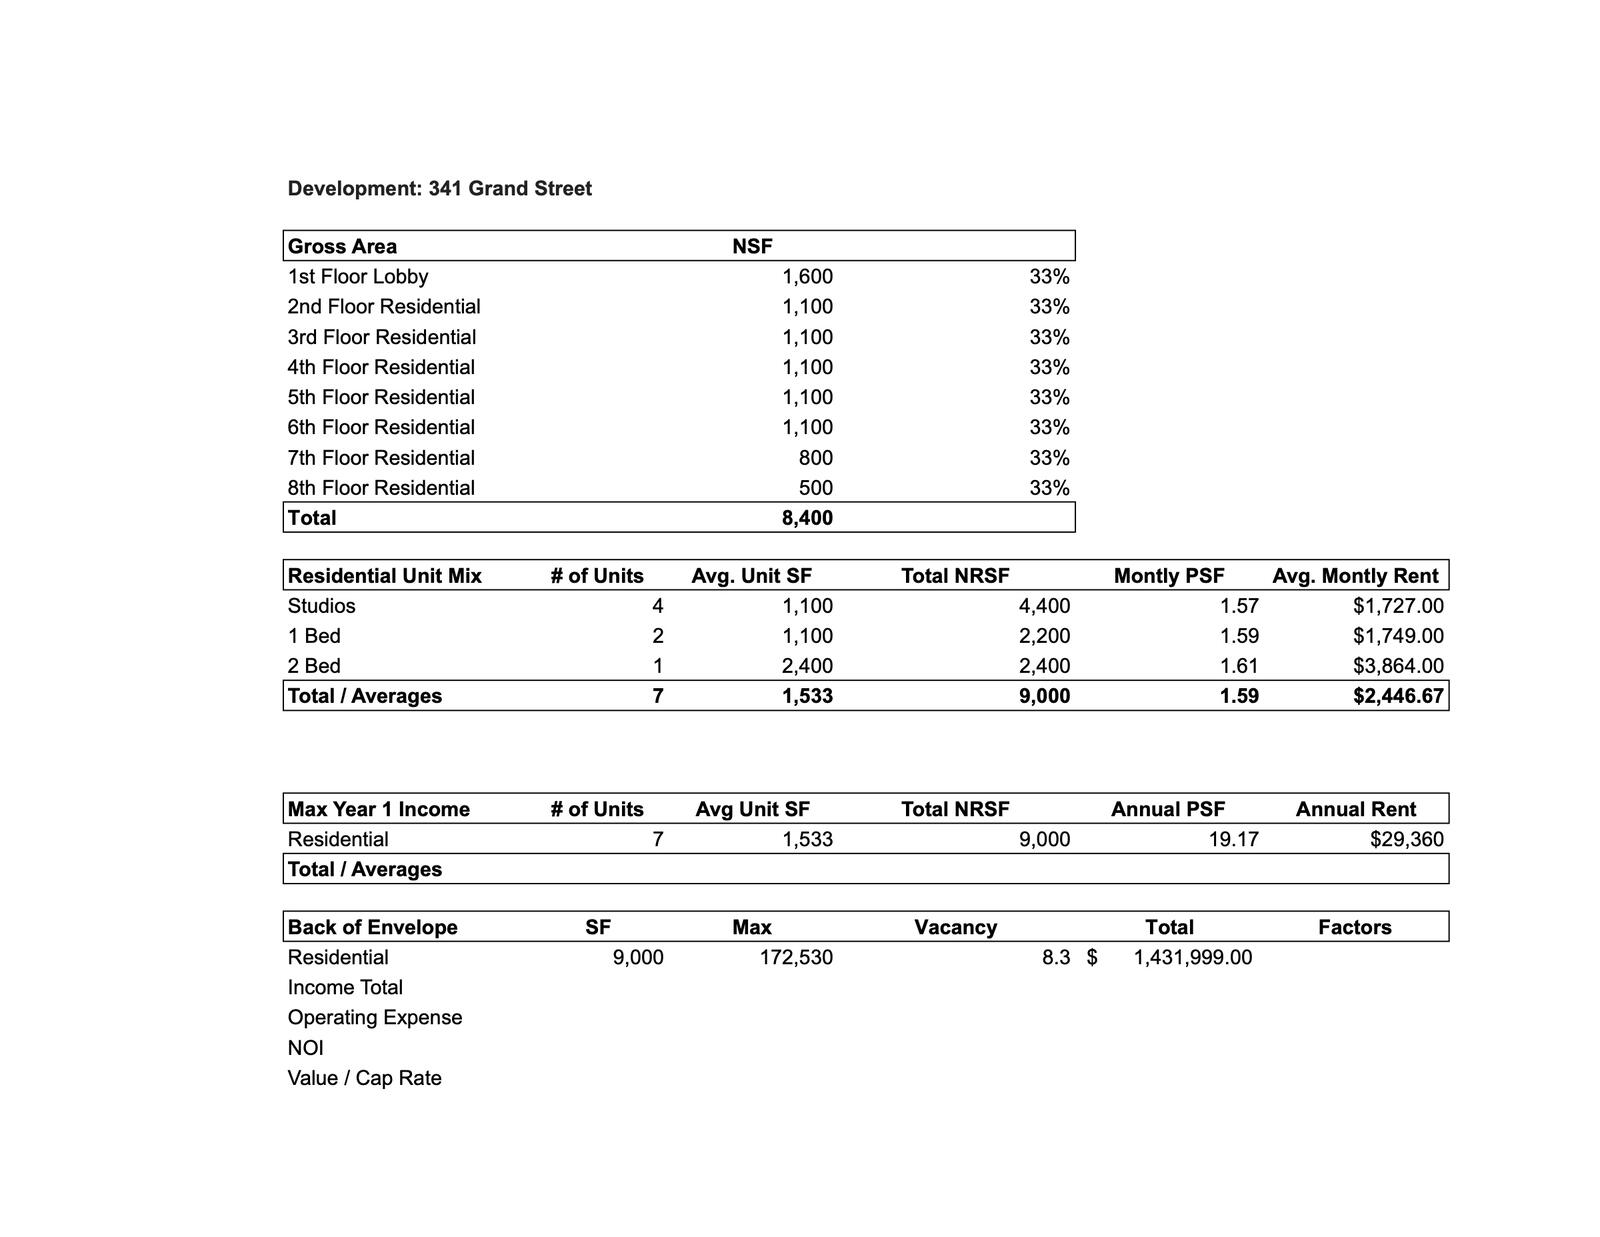 Development: 341 Grand Street
Gross Area NSF
1st Floor Lobby 1,600 33%
2nd Floor Residential 1,100 33%
3rd Floor Residential 1,100 33%
4th Floor Residential 1,100 33%
5th Floor Residential 1,100 33%
6th Floor Residential 1,100 33%
7th Floor Residential 800 33%
8th Floor Residential 500 33%
Total 8,400
Residential Unit Mix # of Units Avg. Unit SF Total NRSF Montly PSF Avg. Montly Rent
Studios 4 1,100 4,400 1.57 $1,727.00
1 Bed 2 1,100 2,200 1.59 $1,749.00
2 Bed 1 2,400 2,400 1.61 $3,864.00
Total / Averages 7 1,533 9,000 1.59 $2,446.67
Max Year 1 Income # of Units Avg Unit SF Total NRSF Annual PSF Annual Rent
Residential 7 1,533 9,000 19.17 $29,360
Total / Averages
Back of Envelope SF Max Vacancy Total Factors
Residential 9,000 172,530 8.3 $ 1,431,999.00
Income Total
Operating Expense
NOI
Value / Cap Rate